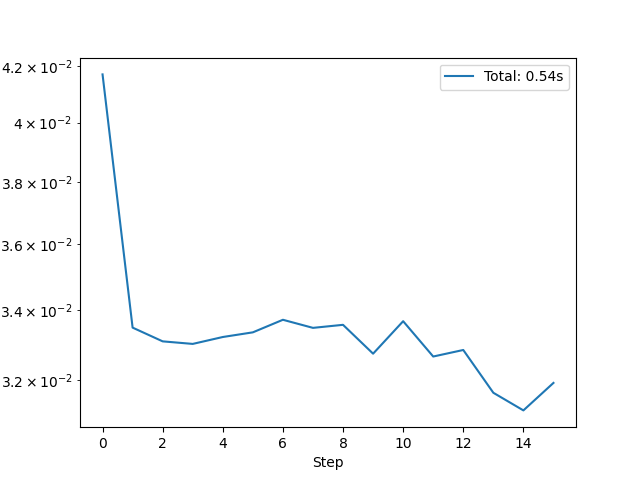 Total: 0.54s
4.2 × 10⁻²
4 × 10⁻²
3.8 × 10⁻²
3.6 × 10⁻²
3.4 × 10⁻²
3.2 × 10⁻²
0 2 4 6 8 10 12 14
Step